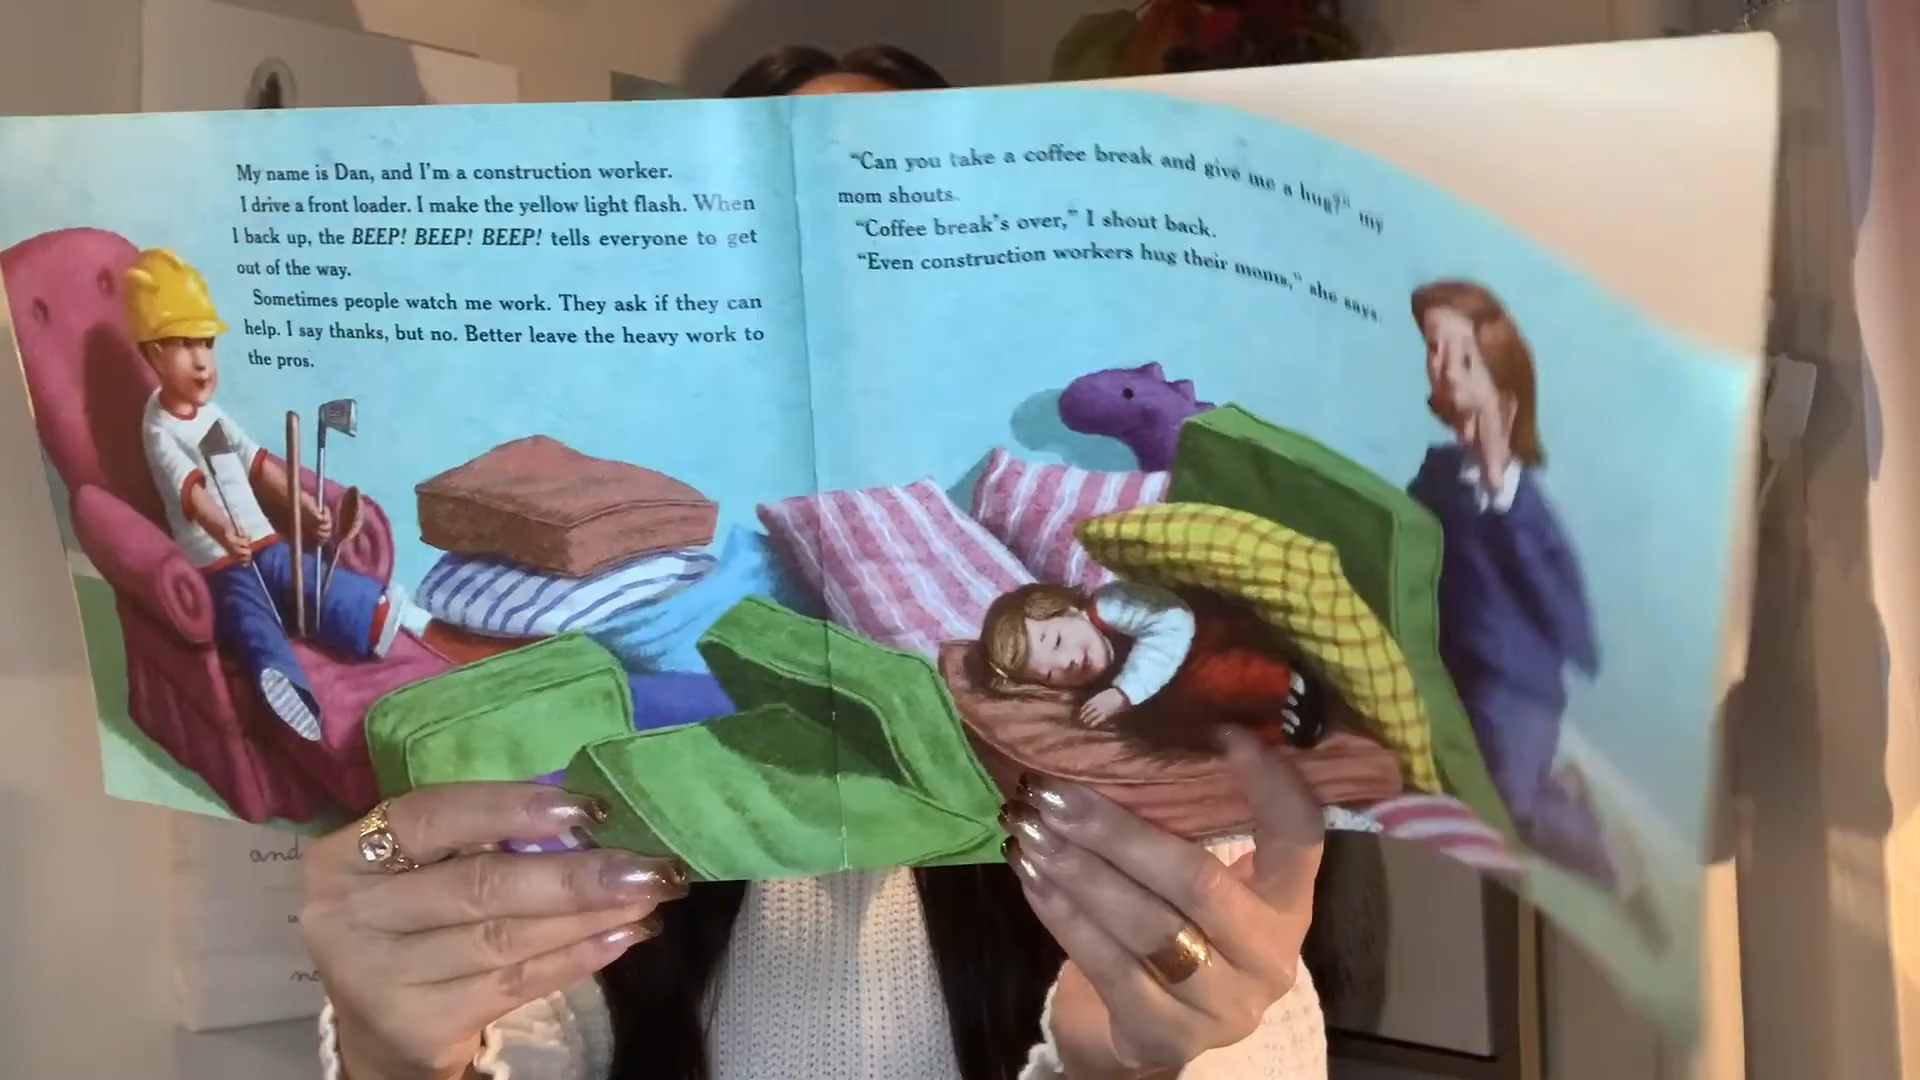 My name is Dan, and I'm a construction worker.
I drive a front loader. I make the yellow light flash. When
I back up, the BEEP! BEEP! BEEP! tells everyone to get
out of the way.
Sometimes people watch me work. They ask if they can
help. I say thanks, but no. Better leave the heavy work to
the pros.
"Can you take a coffee break and give me a hug?" my
mom shouts.
"Coffee break's over," I shout back.
"Even construction workers hug their moms," she says.
and